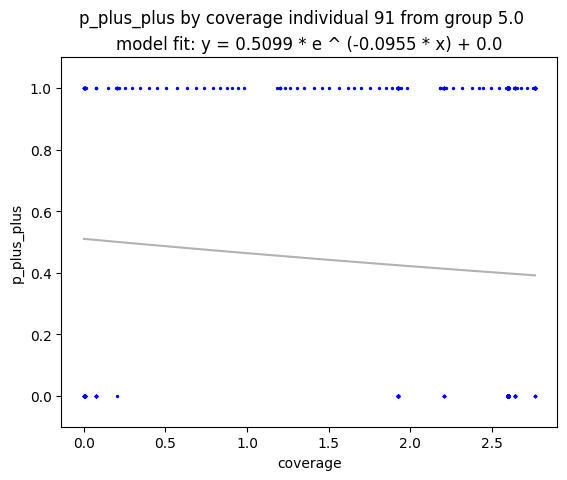 p_plus_plus by coverage individual 91 from group 5.0
model fit: y = 0.5099 * e ^ (-0.0955 * x) + 0.0
1.0
0.8
0.6
0.4
0.2
0.0
p_plus_plus
0.0 0.5 1.0 1.5 2.0 2.5
coverage